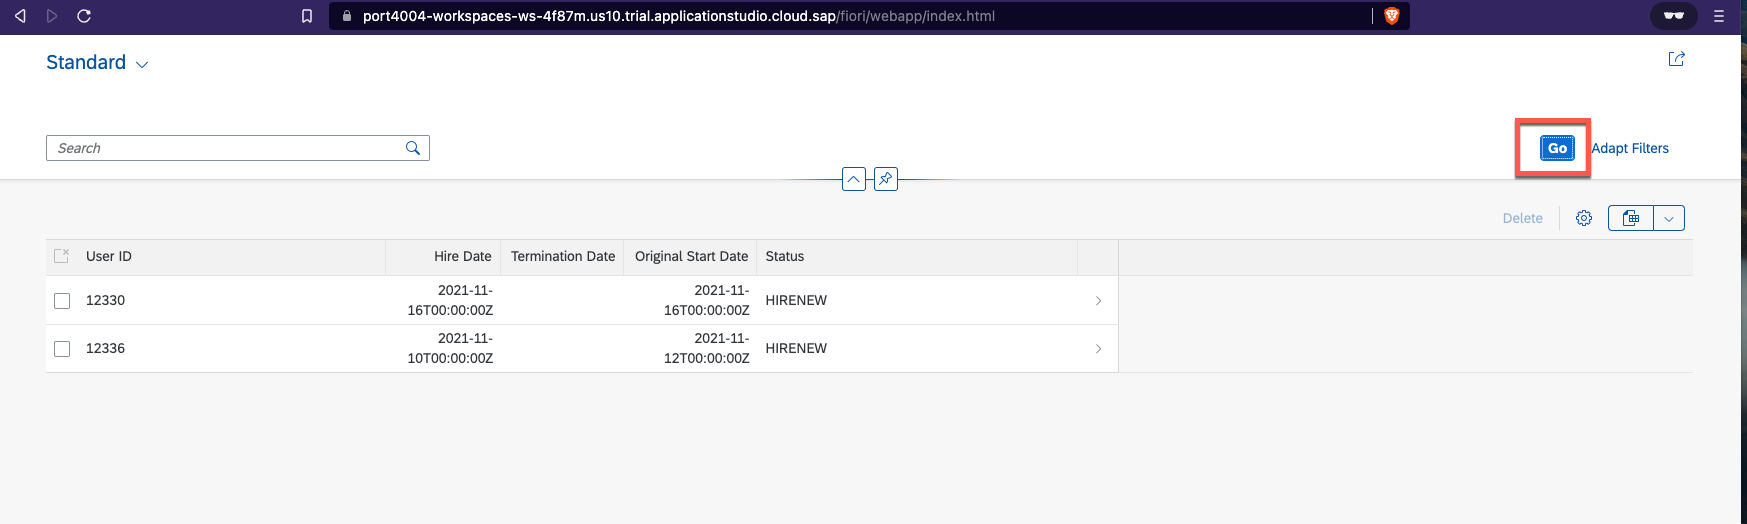 port4004-workspaces-ws-4f87m.us10.trial.applicationstudio.cloud.sap/fiori/webapp/index.html
Standard
Search
Go Adapt Filters
Delete
User ID Hire Date Termination Date Original Start Date Status
12330 2021-11-16T00:00:00Z 2021-11-16T00:00:00Z HIRENEW
12336 2021-11-10T00:00:00Z 2021-11-12T00:00:00Z HIRENEW